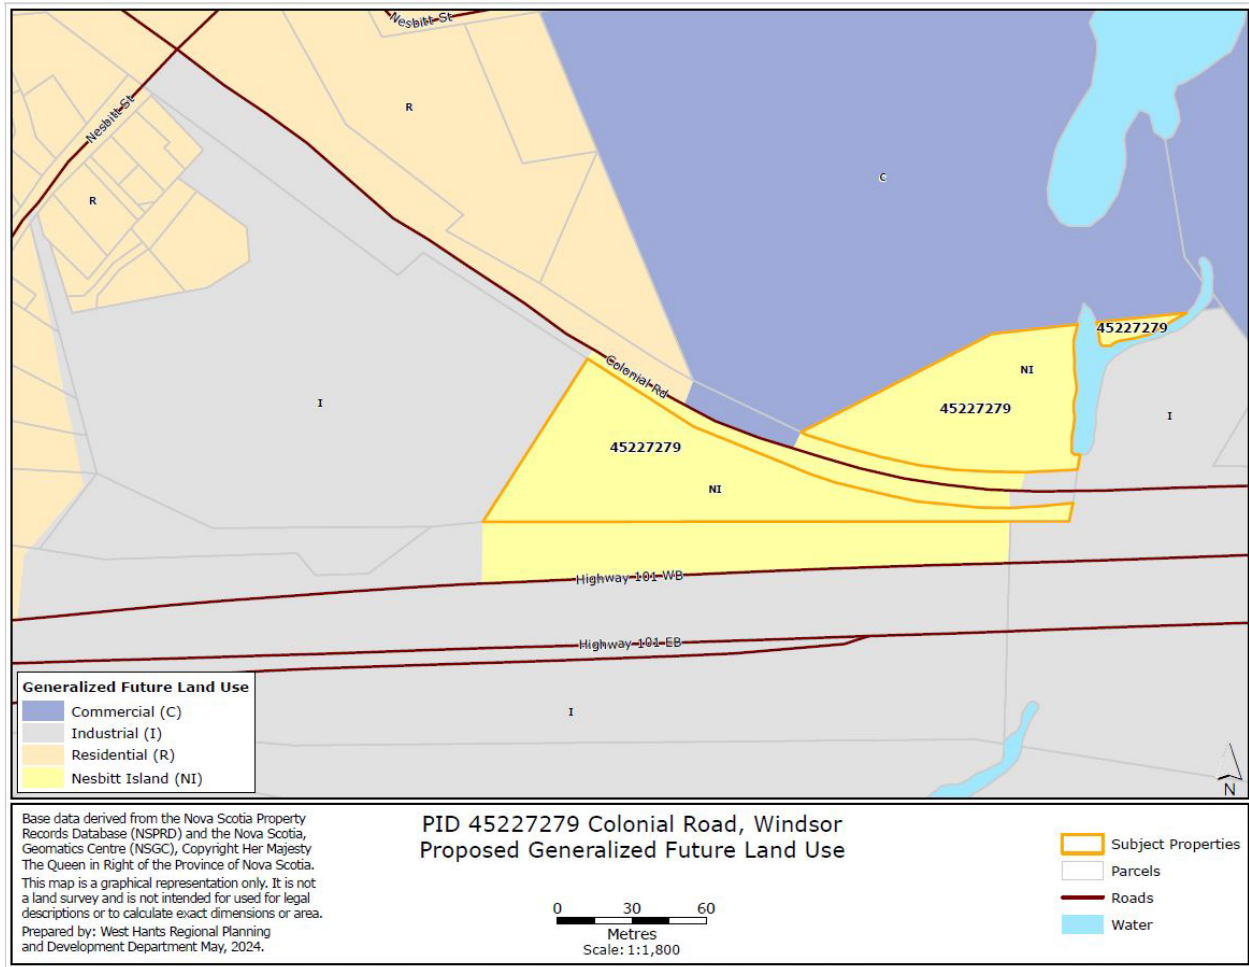 Nesbitt St
Nesbitt St
R
R
C
45227279
Colonial Rd
NI
45227279
I
I
45227279
NI
Highway 101 WB
Highway 101 EB
I
Generalized Future Land Use
Commercial (C)
Industrial (I)
Residential (R)
Nesbitt Island (NI)
N
Base data derived from the Nova Scotia Property
Records Database (NSPRD) and the Nova Scotia,
Geomatics Centre (NSGC), Copyright Her Majesty
The Queen in Right of the Province of Nova Scotia.
This map is a graphical representation only. It is not
a land survey and is not intended for used for legal
descriptions or to calculate exact dimensions or area.
Prepared by: West Hants Regional Planning
and Development Department May, 2024.
PID 45227279 Colonial Road, Windsor
Proposed Generalized Future Land Use
0 30 60
Metres
Scale: 1:1,800
Subject Properties
Parcels
Roads
Water